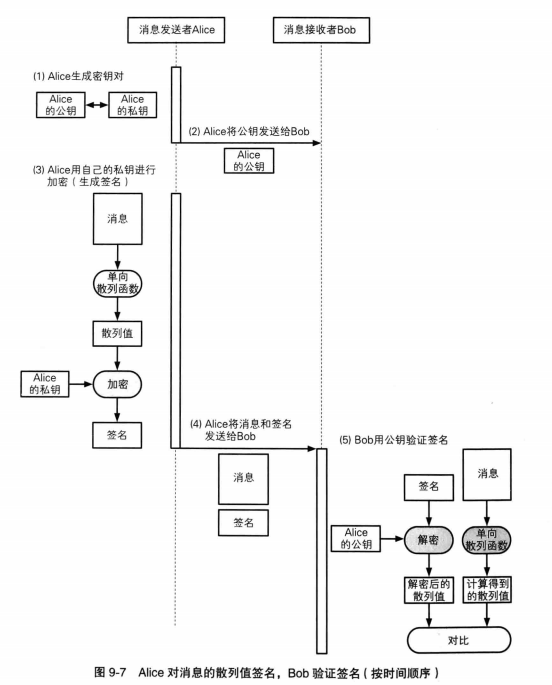 消息发送者Alice
消息接收者Bob
(1) Alice生成密钥对
Alice
的公钥
Alice
的私钥
(2) Alice将公钥发送给Bob
Alice
的公钥
(3) Alice用自己的私钥进行
加密（生成签名）
消息
单向
散列函数
散列值
Alice
的私钥
加密
签名
(4) Alice将消息和签名
发送给Bob
消息
签名
(5) Bob用公钥验证签名
签名
消息
Alice
的公钥
解密
单向
散列函数
解密后的
散列值
计算得到
的散列值
对比
图 9-7 Alice 对消息的散列值签名，Bob 验证签名（按时间顺序）